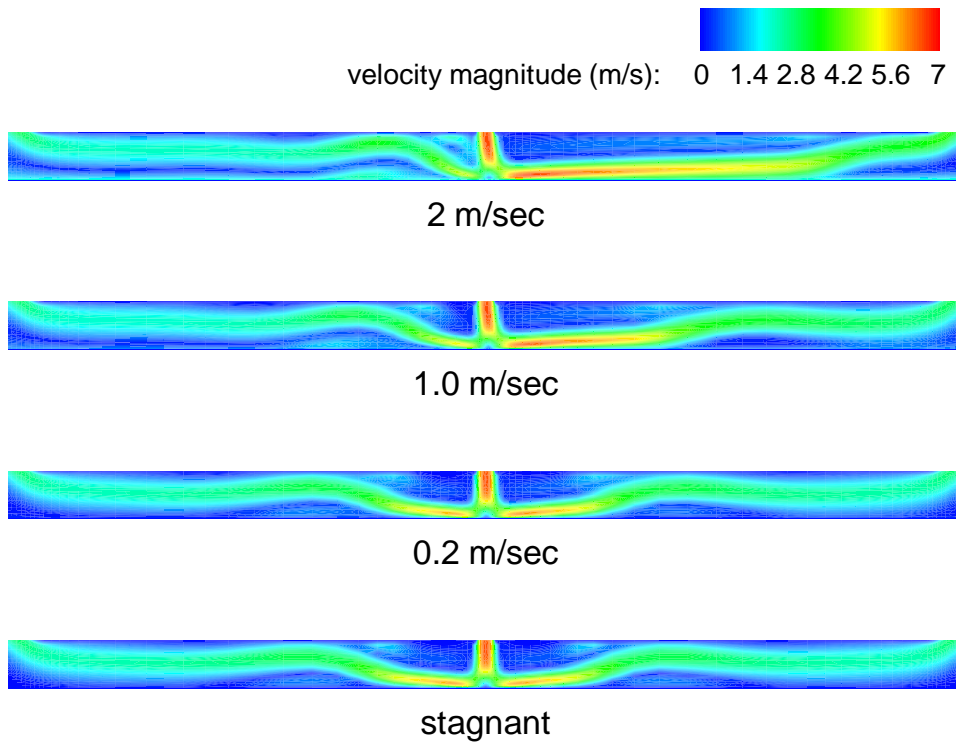 velocity magnitude (m/s): 0 1.4 2.8 4.2 5.6 7
2 m/sec
1.0 m/sec
0.2 m/sec
stagnant